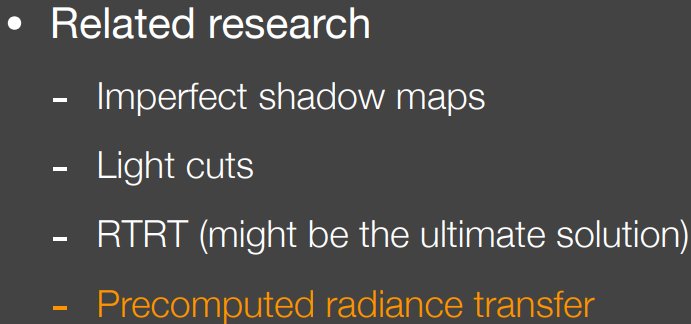 • Related research
- Imperfect shadow maps
- Light cuts
- RTRT (might be the ultimate solution)
- Precomputed radiance transfer